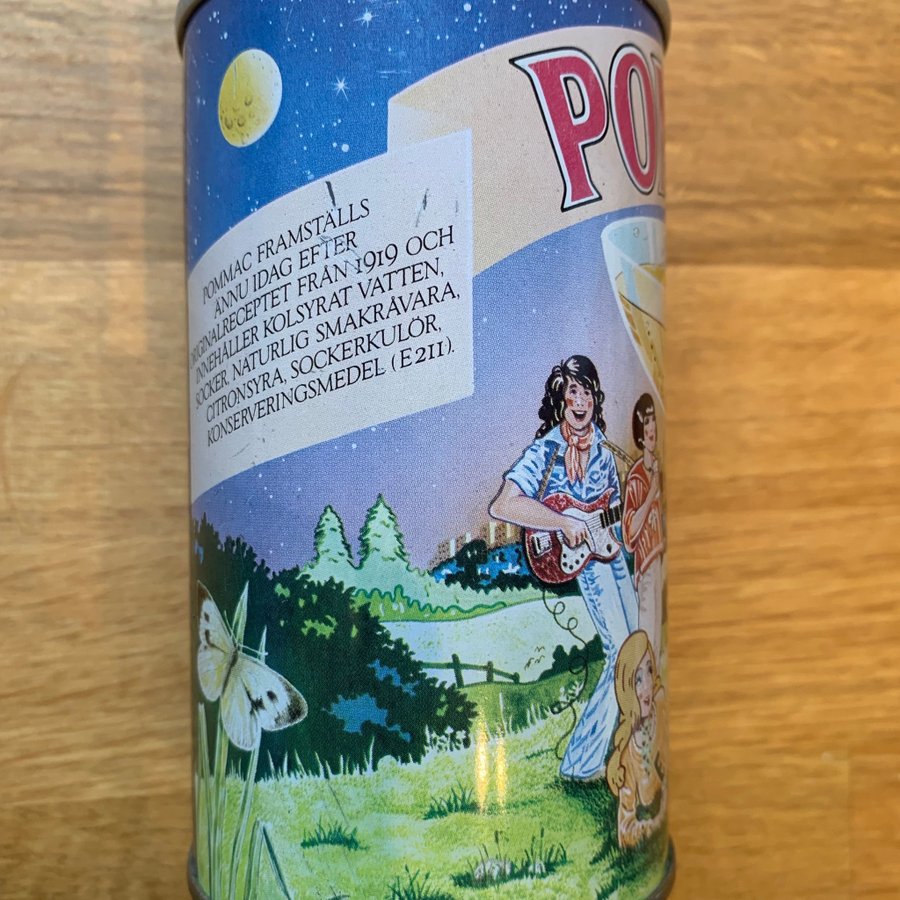 PO
POMMAC FRAMSTÄLLS
ÄNNU IDAG EFTER
ORIGINALRECEPTET FRÅN 1919 OCH
INNEHÅLLER KOLSYRAT VATTEN,
SOCKER, NATURLIG SMAKRÅVARA,
CITRONSYRA, SOCKERKULÖR,
KONSERVERINGSMEDEL (E211).